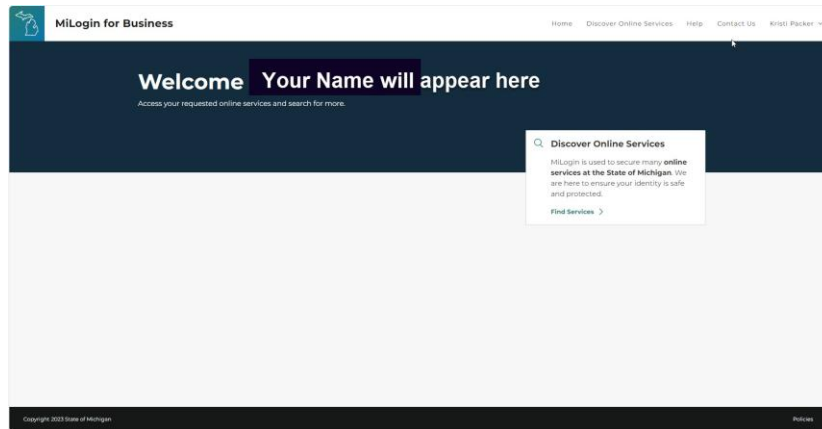 MiLogin for Business
Home Discover Online Services Help Contact Us Kristi Packer
Welcome Your Name will appear here
Access your requested online services and search for more.
Discover Online Services
MiLogin is used to secure many online
services at the State of Michigan. We
are here to ensure your identity is safe
and protected.
Find Services
Copyright 2023 State of Michigan Policies